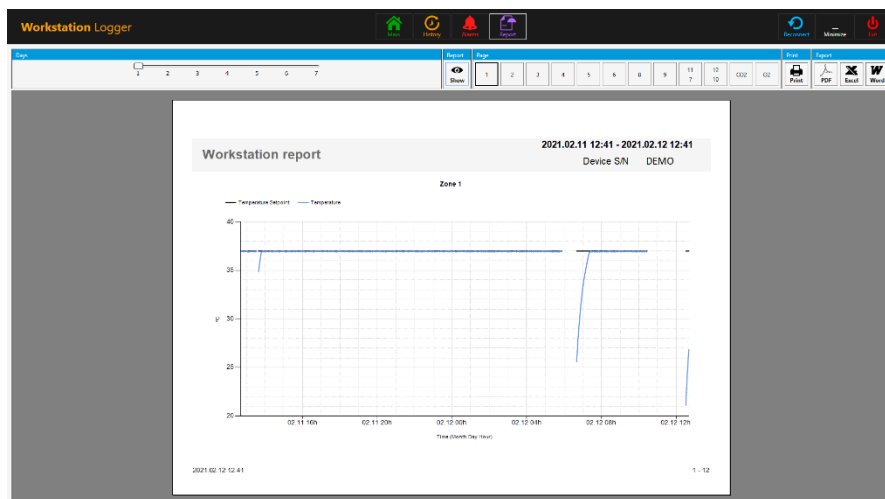 Workstation Logger
Main
History
Alarms
Report
Reconnect
Minimize
Exit
Days
1 2 3 4 5 6 7
Report
Show
Page
1 2 3 4 5 6 8 9 11 7 12 10 CO2 O2
Print
Print
Export
PDF Excel Word
Workstation report
2021.02.11 12:41 - 2021.02.12 12:41
Device S/N DEMO
Zone 1
Temperature Setpoint Temperature
40
35
30
25
20
°C
02.11 16h 02.11 20h 02.12 00h 02.12 04h 02.12 08h 02.12 12h
Time (Month Day Hour)
2021.02.12 12:41
1 - 12